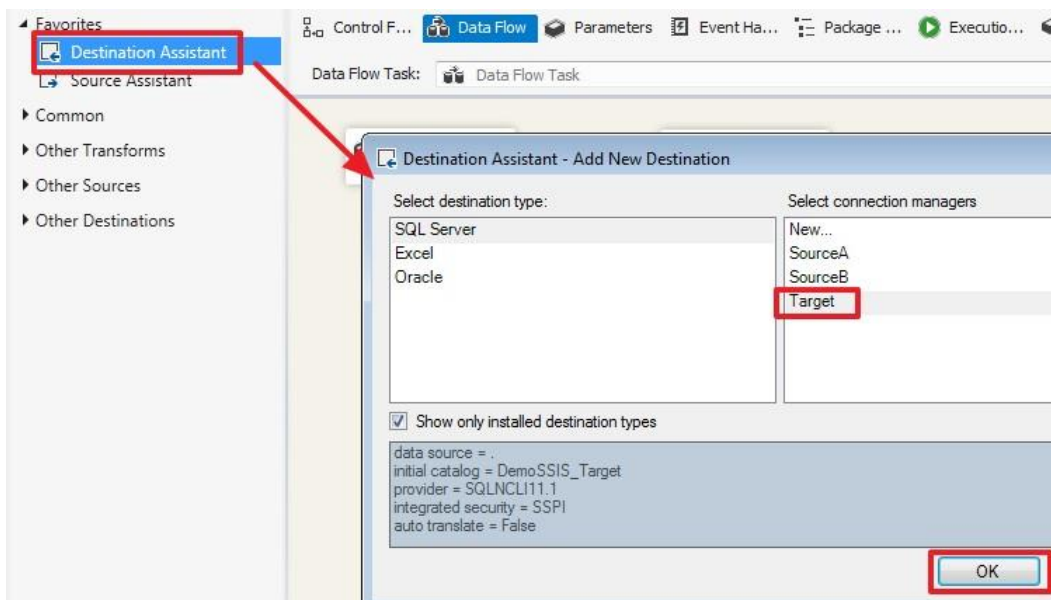 Favorites
Destination Assistant
Source Assistant
Common
Other Transforms
Other Sources
Other Destinations
Control F... Data Flow Parameters Event Ha... Package ... Executio...
Data Flow Task: Data Flow Task
Destination Assistant - Add New Destination
Select destination type:
SQL Server
Excel
Oracle
Select connection managers
New...
SourceA
SourceB
Target
Show only installed destination types
data source = .
initial catalog = DemoSSIS_Target
provider = SQLNCLI11.1
integrated security = SSPI
auto translate = False
OK